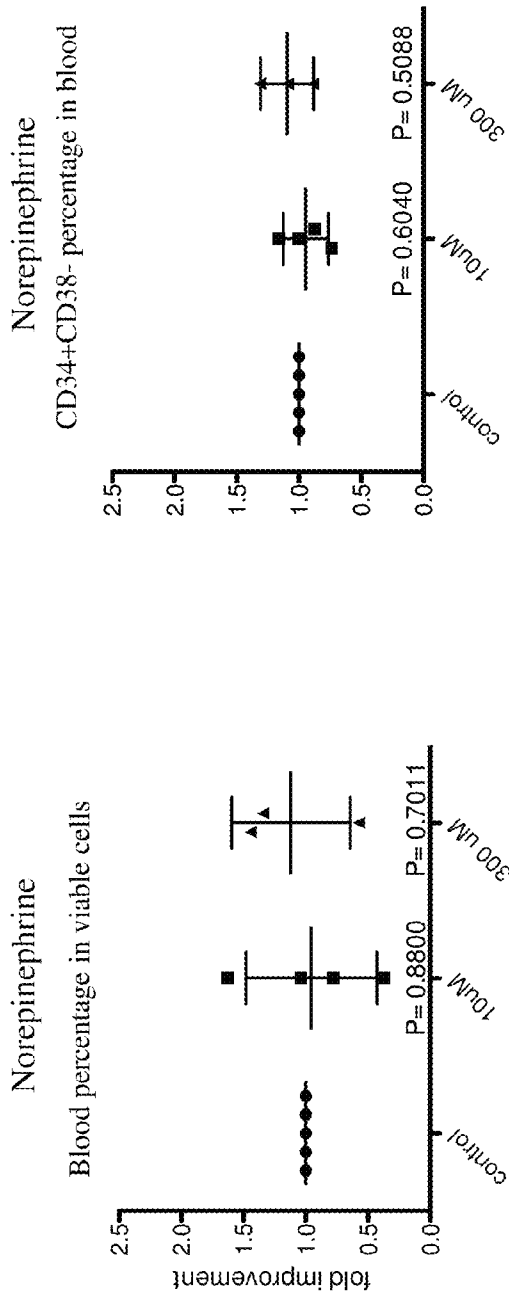 Norepinephrine
Blood percentage in viable cells
fold improvement
2.5
2.0
1.5
1.0
0.5
0.0
P= 0.8800
P= 0.7011
control
10uM
300 uM
Norepinephrine
CD34+CD38- percentage in blood
2.5
2.0
1.5
1.0
0.5
0.0
P= 0.6040
P= 0.5088
control
10uM
300 uM